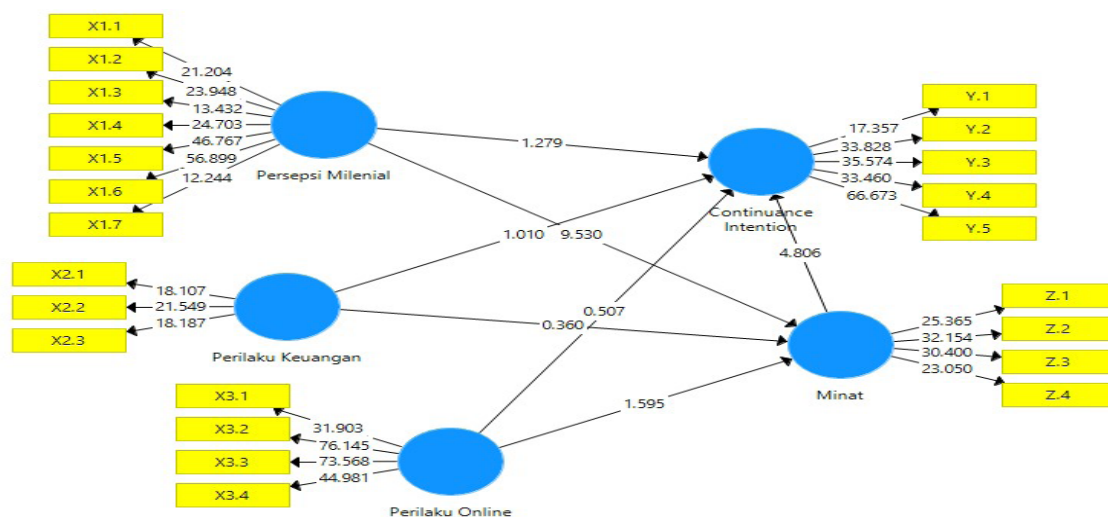 X1.1
X1.2
X1.3
X1.4
X1.5
X1.6
X1.7
21.204
23.948
13.432
24.703
46.767
56.899
12.244
Persepsi Milenial
1.279
9.530
X2.1
X2.2
X2.3
18.107
21.549
18.187
Perilaku Keuangan
1.010
0.360
X3.1
X3.2
X3.3
X3.4
31.903
76.145
73.568
44.981
Perilaku Online
0.507
1.595
Continuance
Intention
4.806
17.357
33.828
35.574
33.460
66.673
Y.1
Y.2
Y.3
Y.4
Y.5
Minat
25.365
32.154
30.400
23.050
Z.1
Z.2
Z.3
Z.4